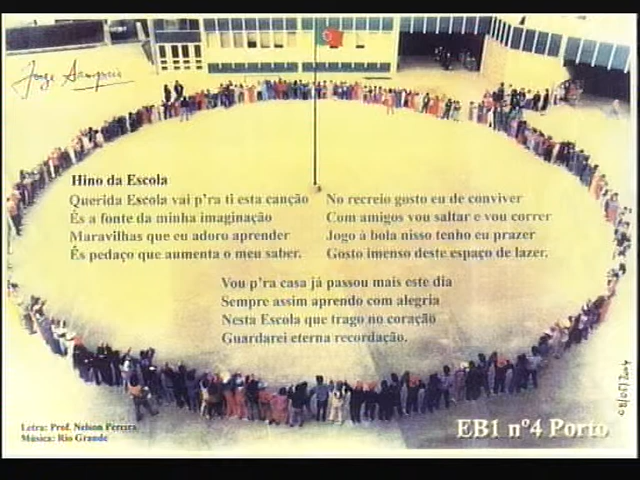 Hino da Escola
Querida Escola vai p'ra ti esta canção
És a fonte da minha imaginação
Maravilhas que eu adoro aprender
És pedaço que aumenta o meu saber.
No recreio gosto eu de conviver
Com amigos vou saltar e vou correr
Jogo à bola nisso tenho eu prazer
Gosto imenso deste espaço de lazer.
Vou p'ra casa já passou mais este dia
Sempre assim aprendo com alegria
Nesta Escola que trago no coração
Guardarei eterna recordação.
Letra: Prof. Nelson Pereira
Música: Rio Grande
EB1 nº4 Porto